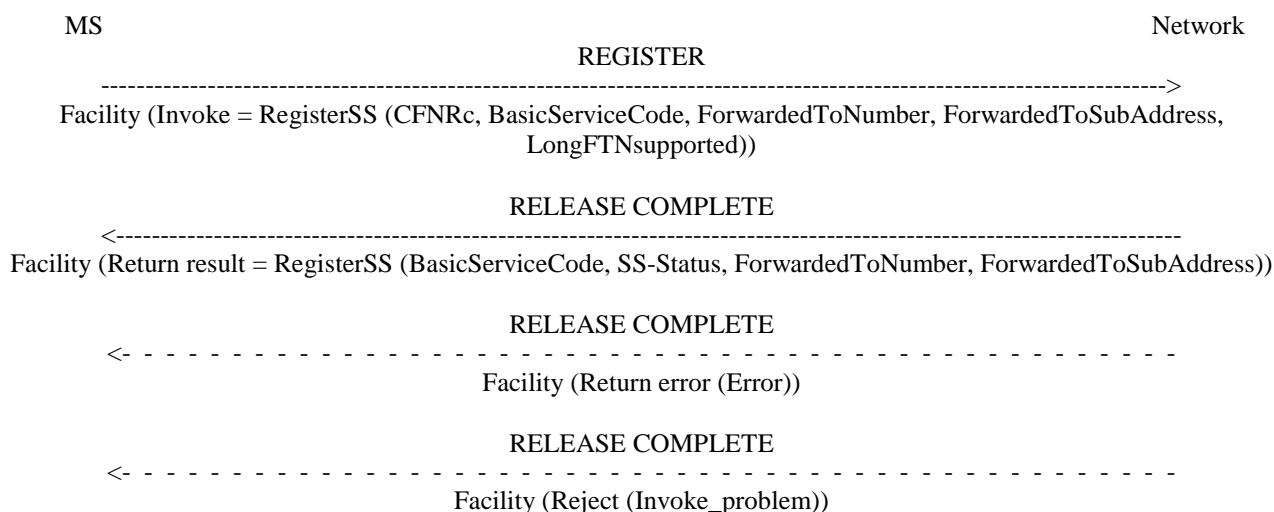 MS Network
REGISTER
------------------------------------------------------------------------------------------------------------------------>
Facility (Invoke = RegisterSS (CFNRc, BasicServiceCode, ForwardedToNumber, ForwardedToSubAddress,
LongFTNsupported))
RELEASE COMPLETE
<------------------------------------------------------------------------------------------------------------------------
Facility (Return result = RegisterSS (BasicServiceCode, SS-Status, ForwardedToNumber, ForwardedToSubAddress))
RELEASE COMPLETE
<- - - - - - - - - - - - - - - - - - - - - - - - - - - - - - - - - - - - - - - - - - - - - - - -
Facility (Return error (Error))
RELEASE COMPLETE
<- - - - - - - - - - - - - - - - - - - - - - - - - - - - - - - - - - - - - - - - - - - - - - - -
Facility (Reject (Invoke_problem))